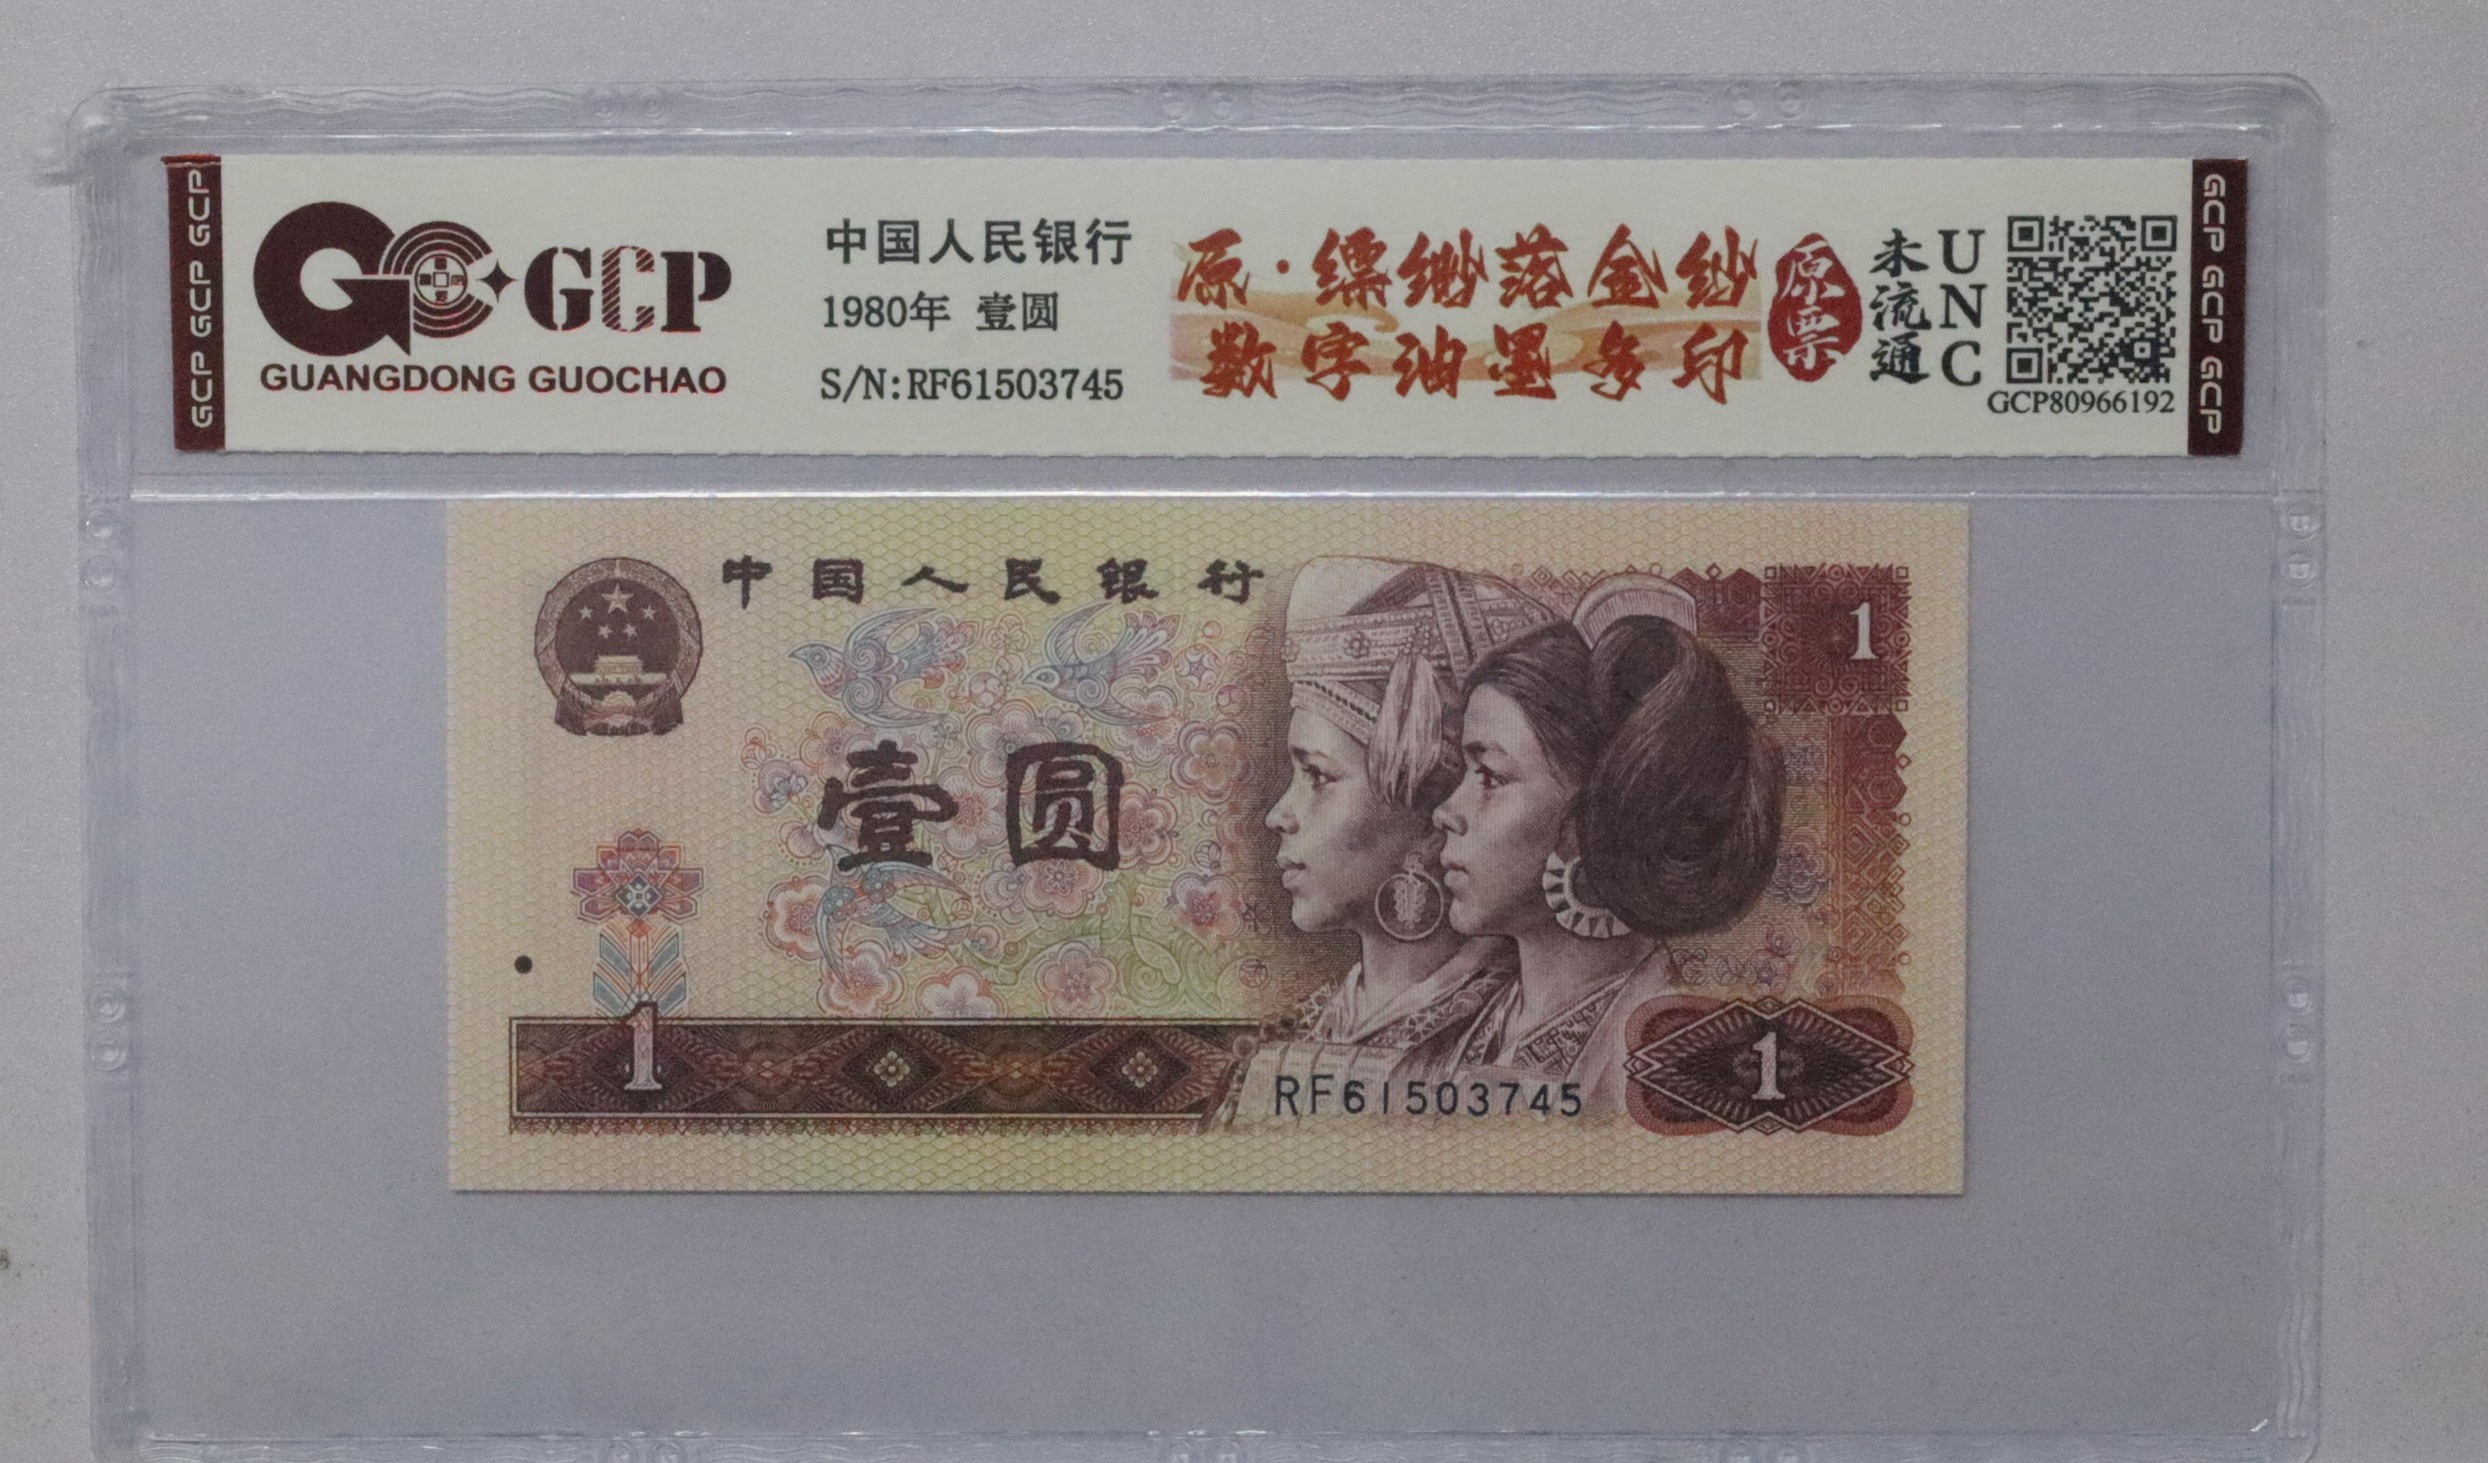 GCP GCP GCP
GCP
GUANGDONG GUOCHAO
中国人民银行
1980年 壹圆
S/N:RF61503745
原·缥缈落金纱
数字油墨多印
原票
未流通
UNC
GCP80966192
GCP GCP GCP
中国人民银行
1
壹圆
1
1
RF61503745